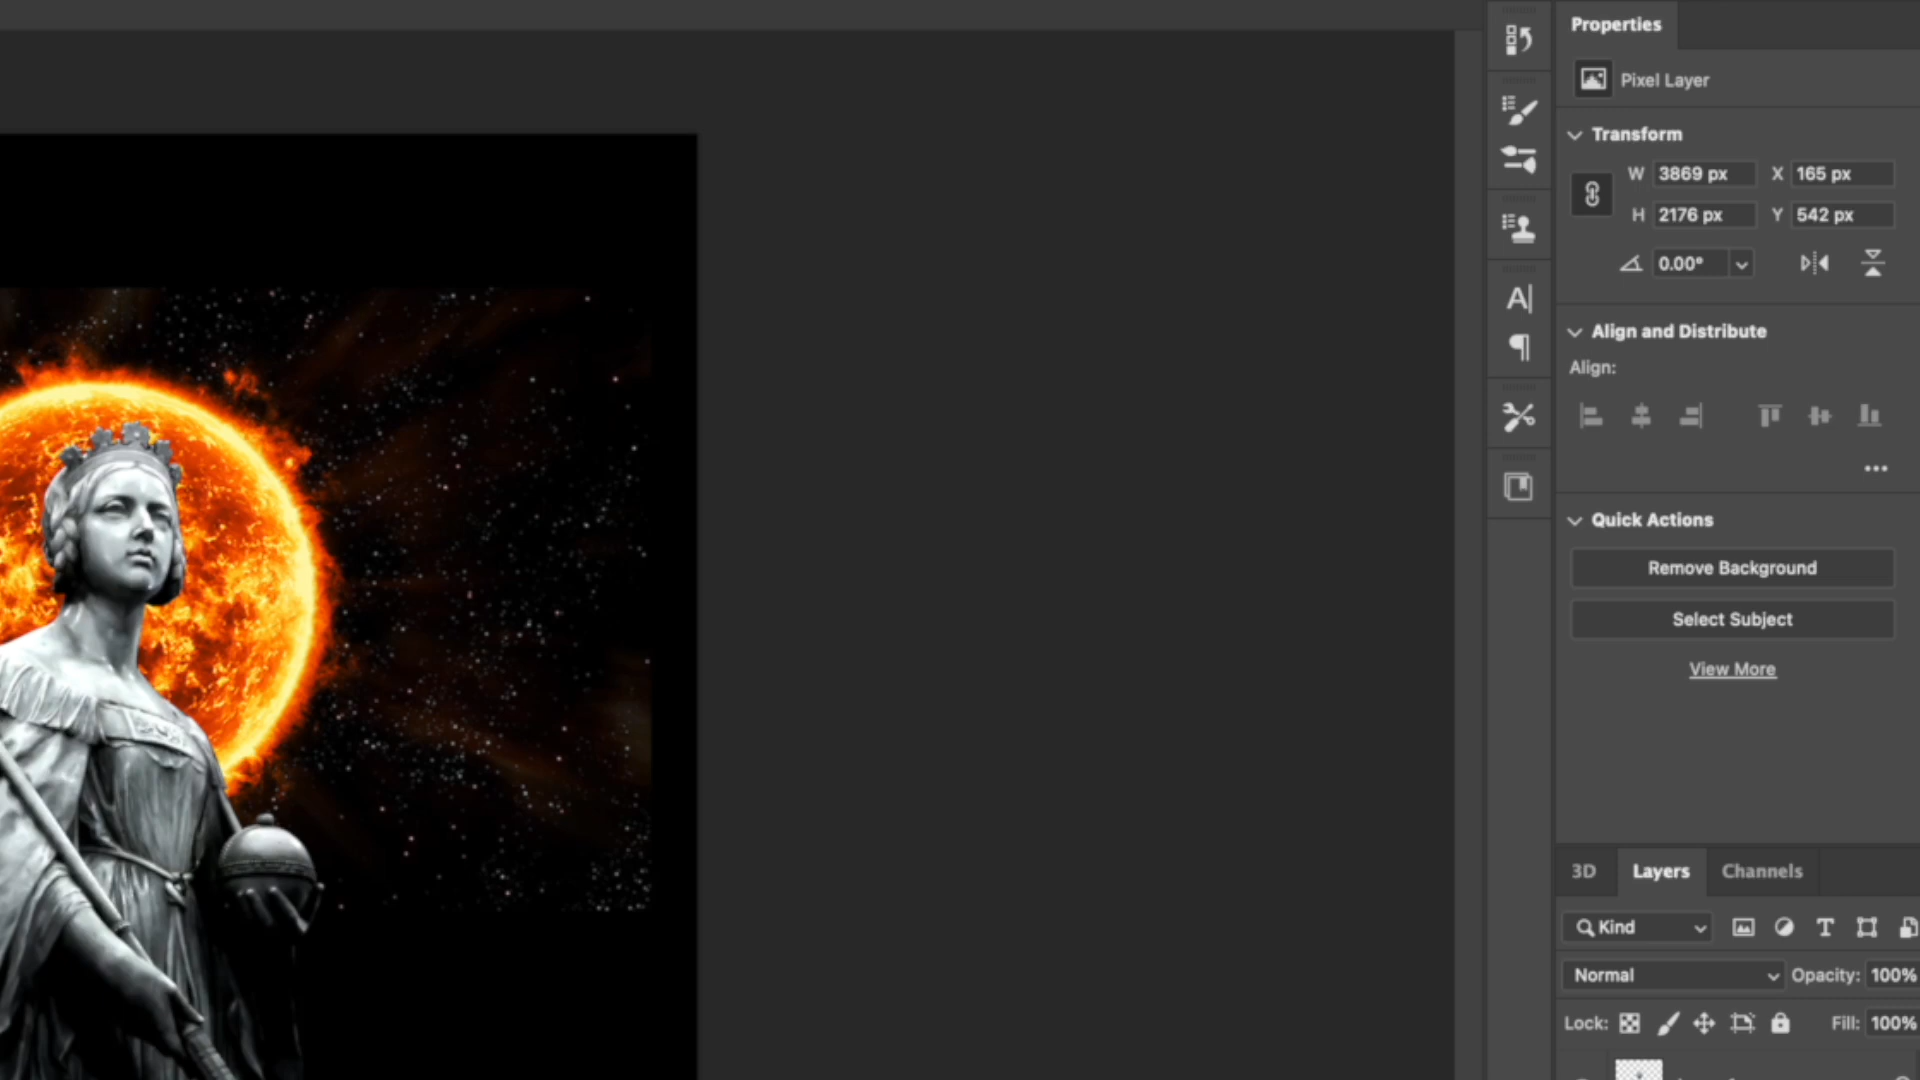 Properties
Pixel Layer
Transform
W 3869 px X 165 px
H 2176 px Y 542 px
0.00°
Align and Distribute
Align:
Quick Actions
Remove Background
Select Subject
View More
3D Layers Channels
Kind
Normal Opacity: 100%
Lock: Fill: 100%